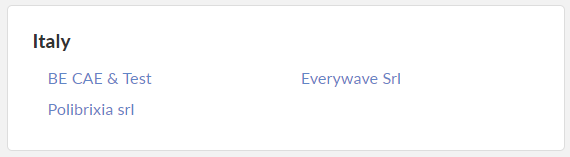 Italy
BE CAE & Test
Everywave Srl
Polibrixia srl